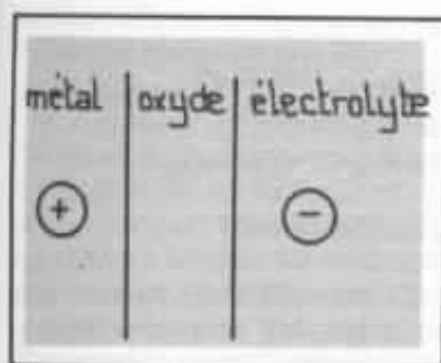 métal oxyde électrolyte
+ −